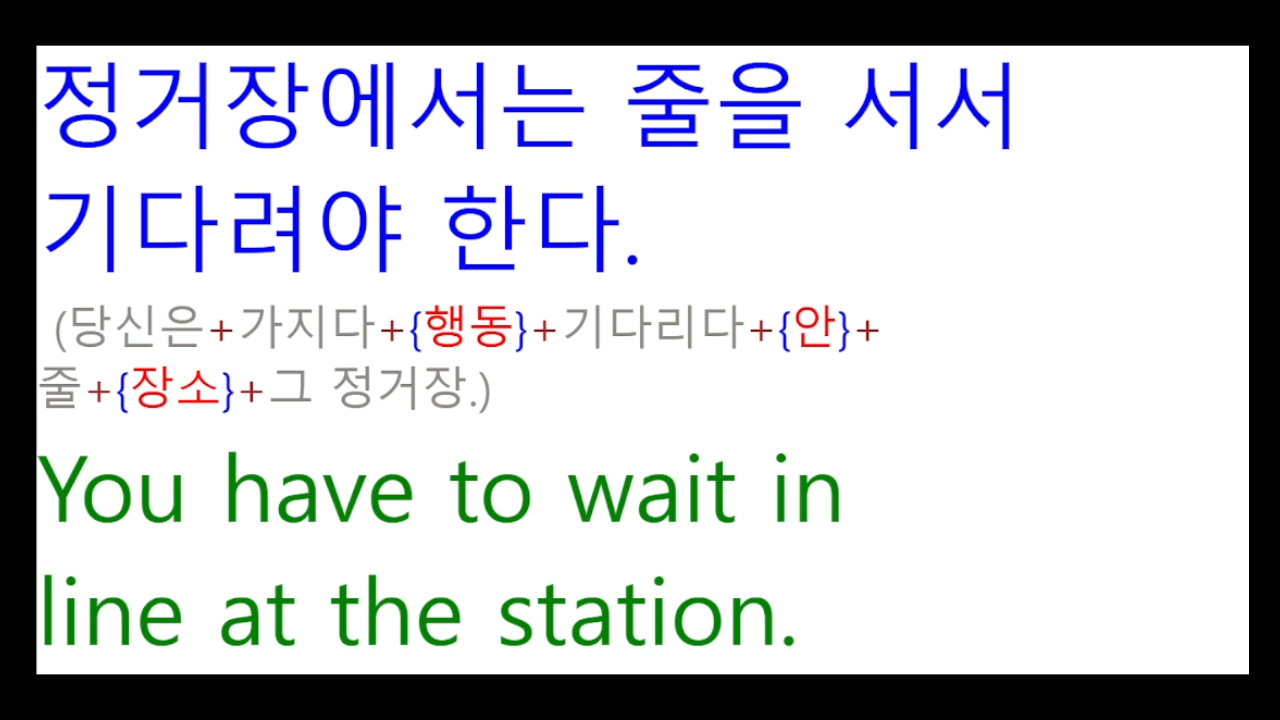 정거장에서는 줄을 서서
기다려야 한다.
(당신은+가지다+{행동}+기다리다+{안}+
줄+{장소}+그 정거장.)
You have to wait in
line at the station.